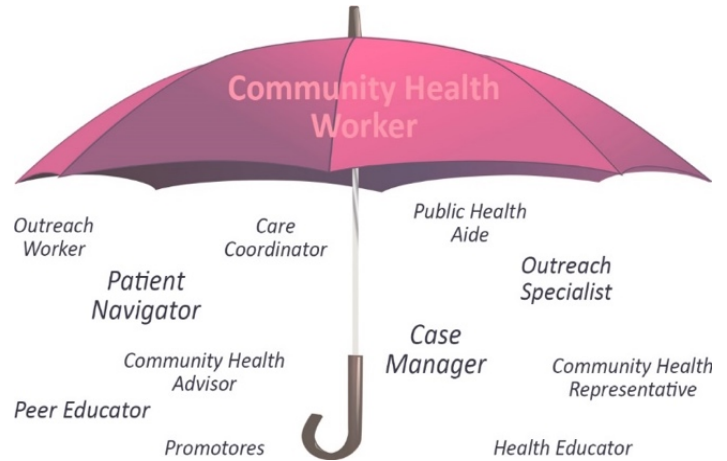 Community Health
Worker
Outreach
Worker
Care
Coordinator
Public Health
Aide
Patient
Navigator
Outreach
Specialist
Case
Manager
Community Health
Advisor
Community Health
Representative
Peer Educator
Promotores
Health Educator